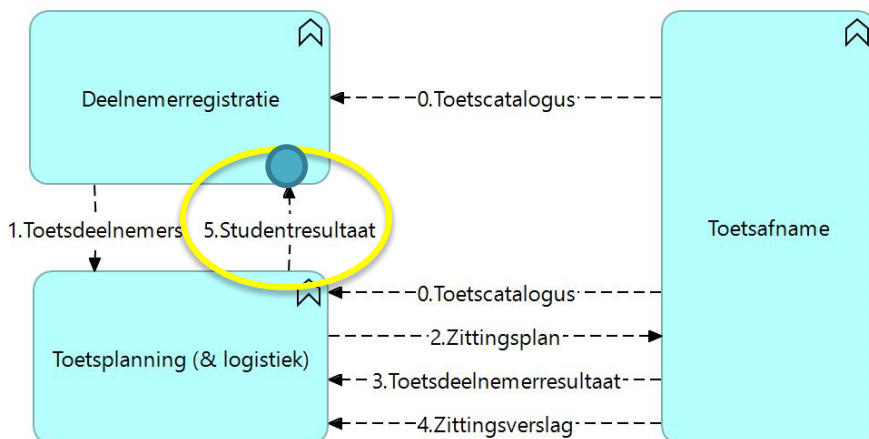 Deelnemerregistratie
0.Toetscatalogus
1.Toetsdeelnemers
5.Studentresultaat
Toetsafname
0.Toetscatalogus
2.Zittingsplan
Toetsplanning (& logistiek)
3.Toetsdeelnemerresultaat
4.Zittingsverslag